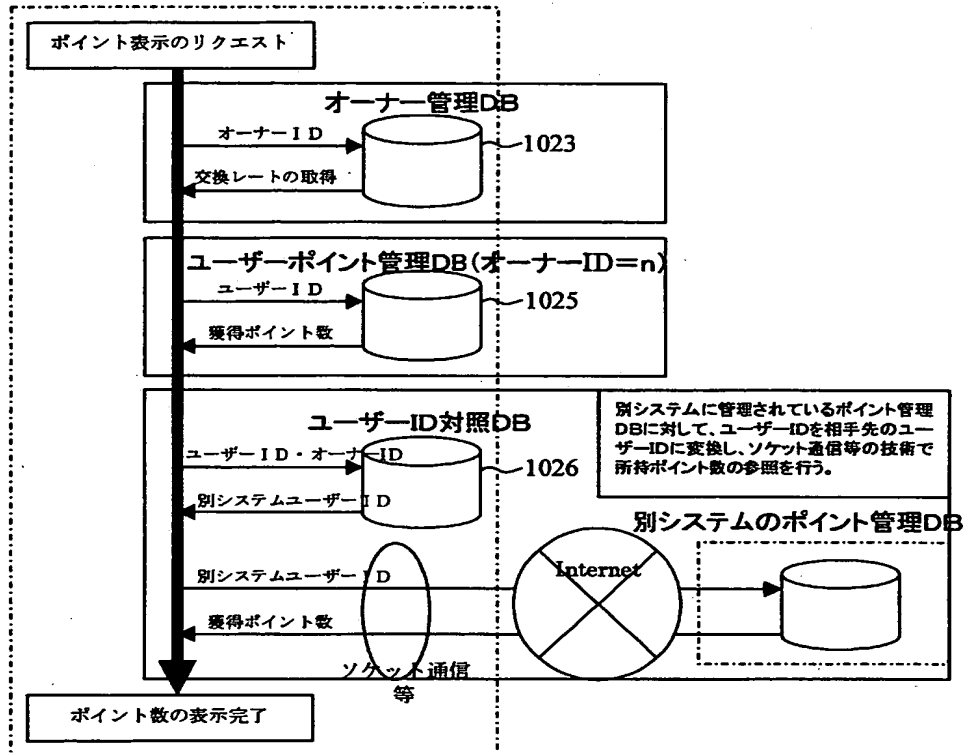 ポイント表示のリクエスト
オーナー管理DB
オーナーID
1023
交換レートの取得
ユーザーポイント管理DB(オーナーID=n)
ユーザーID
1025
獲得ポイント数
ユーザーID対照DB
ユーザーID・オーナーID
1026
別システムユーザーID
別システムに管理されているポイント管理
DBに対して、ユーザーIDを相手先のユー
ザーIDに変換し、ソケット通信等の技術で
所持ポイント数の参照を行う。
別システムのポイント管理DB
別システムユーザーID
Internet
獲得ポイント数
ソケット通信
等
ポイント数の表示完了